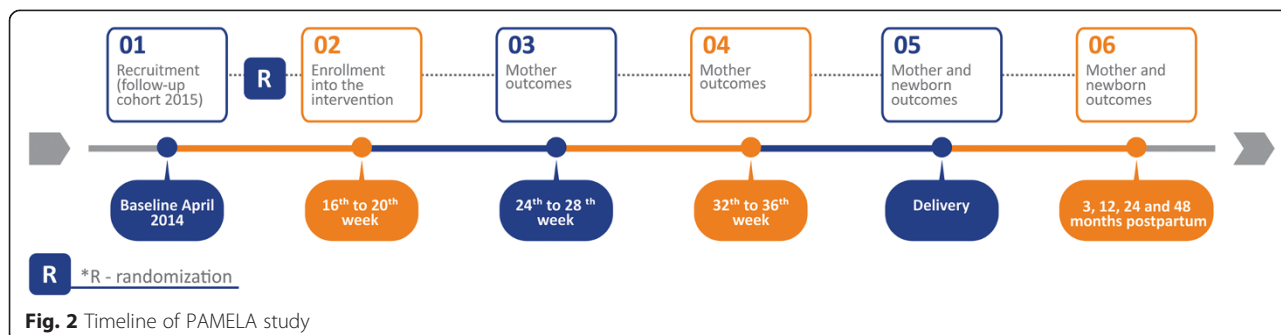 01
Recruitment
(follow-up
cohort 2015)
R
02
Enrollment
into the
intervention
03
Mother
outcomes
04
Mother
outcomes
05
Mother and
newborn
outcomes
06
Mother and
newborn
outcomes
Baseline April
2014
16th to 20th
week
24th to 28 th
week
32th to 36th
week
Delivery
3, 12, 24 and 48
months postpartum
R *R - randomization
Fig. 2 Timeline of PAMELA study